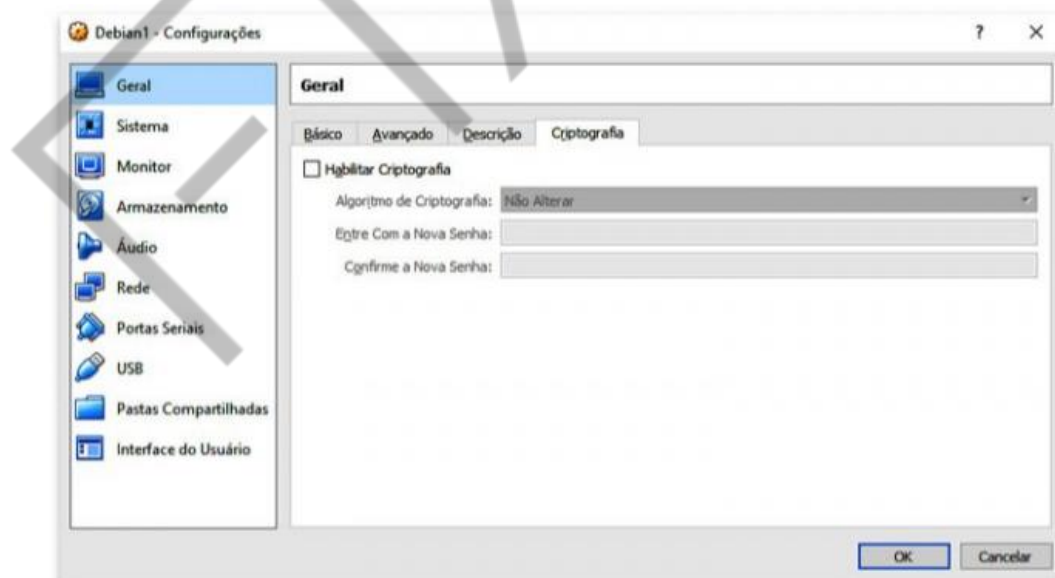 Debian1 - Configurações
?
Geral
Sistema
Monitor
Armazenamento
Áudio
Rede
Portas Seriais
USB
Pastas Compartilhadas
Interface do Usuário
Geral
Básico Avançado Descrição Criptografia
Habilitar Criptografia
Algoritmo de Criptografia: Não Alterar
Entre Com a Nova Senha:
Confirme a Nova Senha:
OK Cancelar